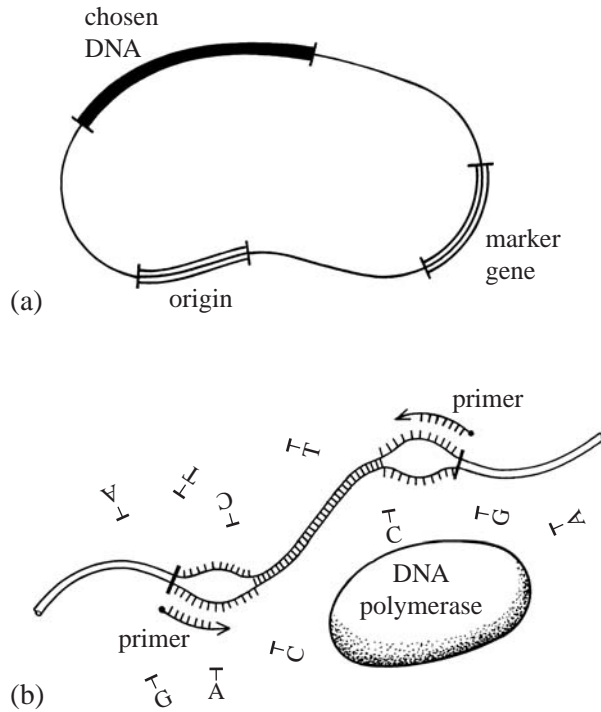 chosen
DNA
marker
gene
origin
(a)
primer
T
T
C
A
C
G
A
DNA
polymerase
primer
C
G
A
(b)